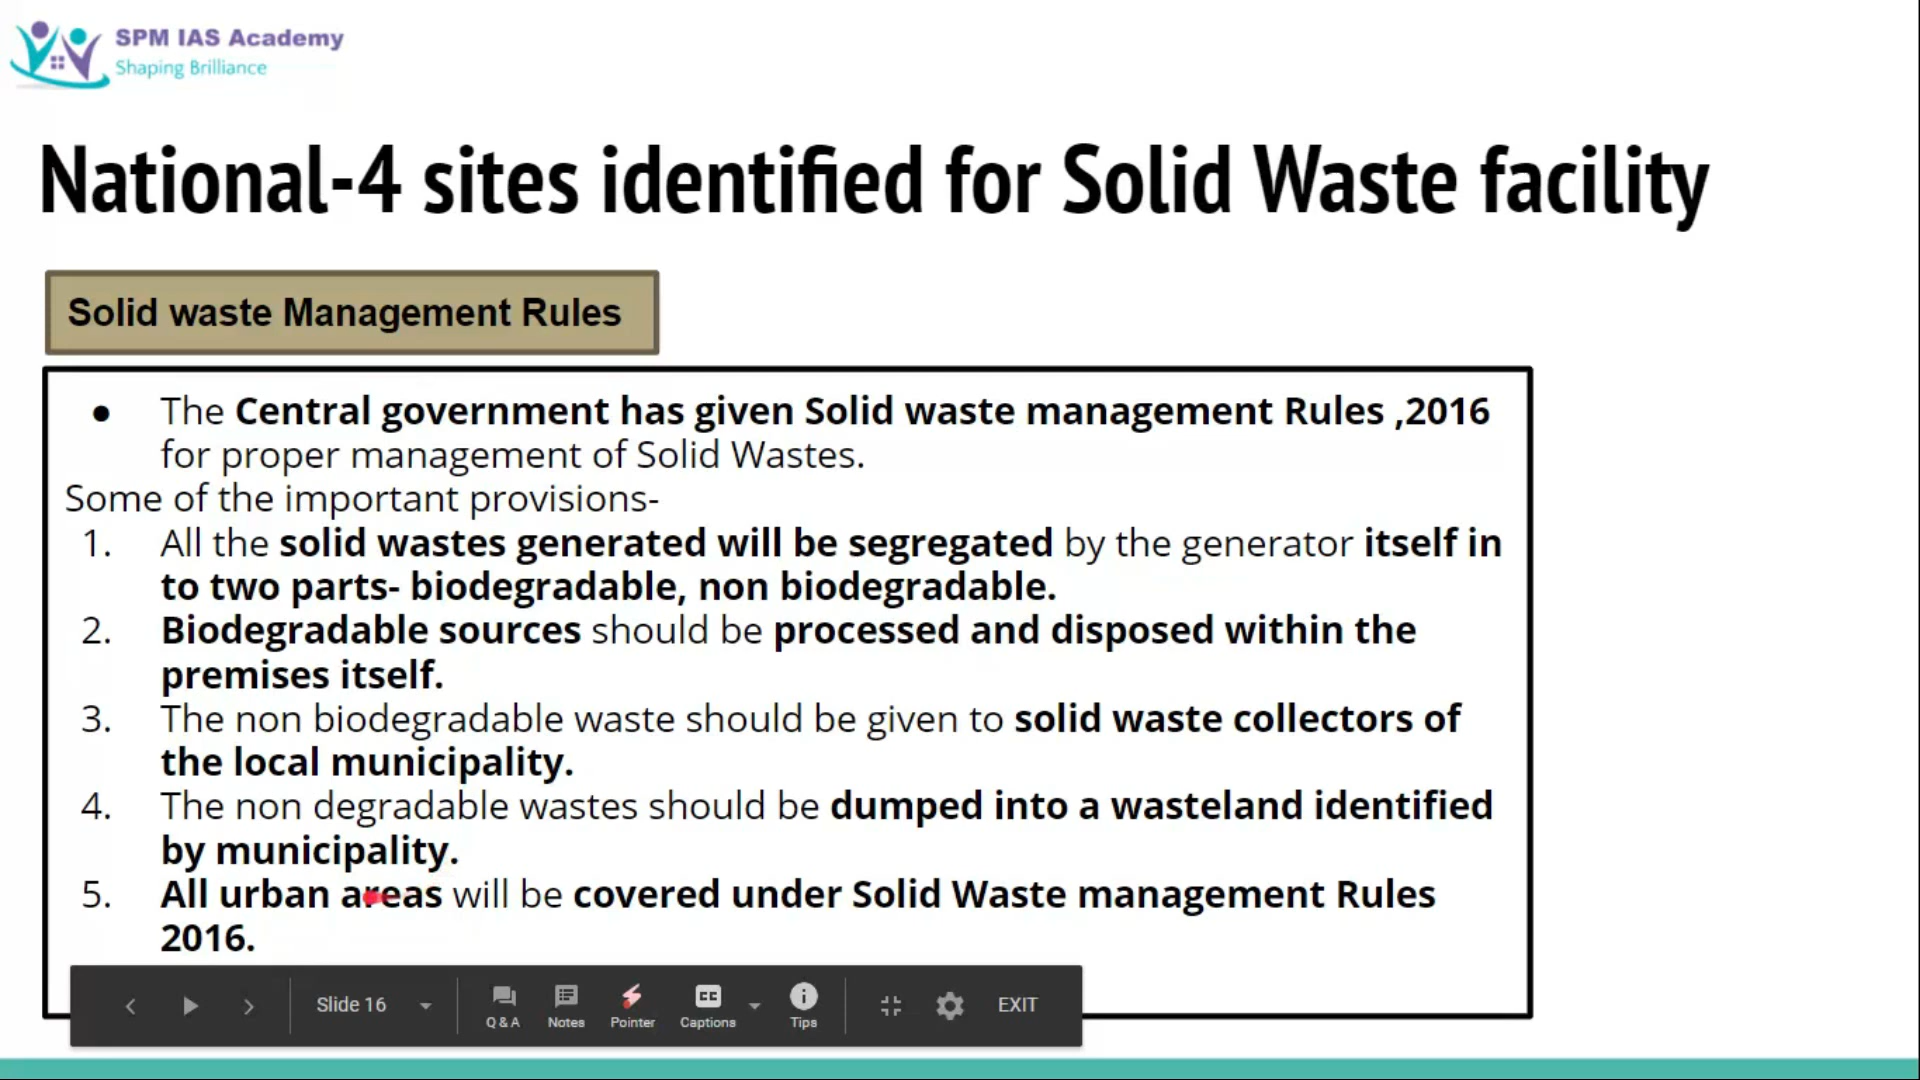 SPM IAS Academy
Shaping Brilliance
National-4 sites identified for Solid Waste facility
Solid waste Management Rules
● The Central government has given Solid waste management Rules ,2016
for proper management of Solid Wastes.
Some of the important provisions-
1. All the solid wastes generated will be segregated by the generator itself in
to two parts- biodegradable, non biodegradable.
2. Biodegradable sources should be processed and disposed within the
premises itself.
3. The non biodegradable waste should be given to solid waste collectors of
the local municipality.
4. The non degradable wastes should be dumped into a wasteland identified
by municipality.
5. All urban areas will be covered under Solid Waste management Rules
2016.
Slide 16
Q & A
Notes
Pointer
CC
Captions
Tips
EXIT